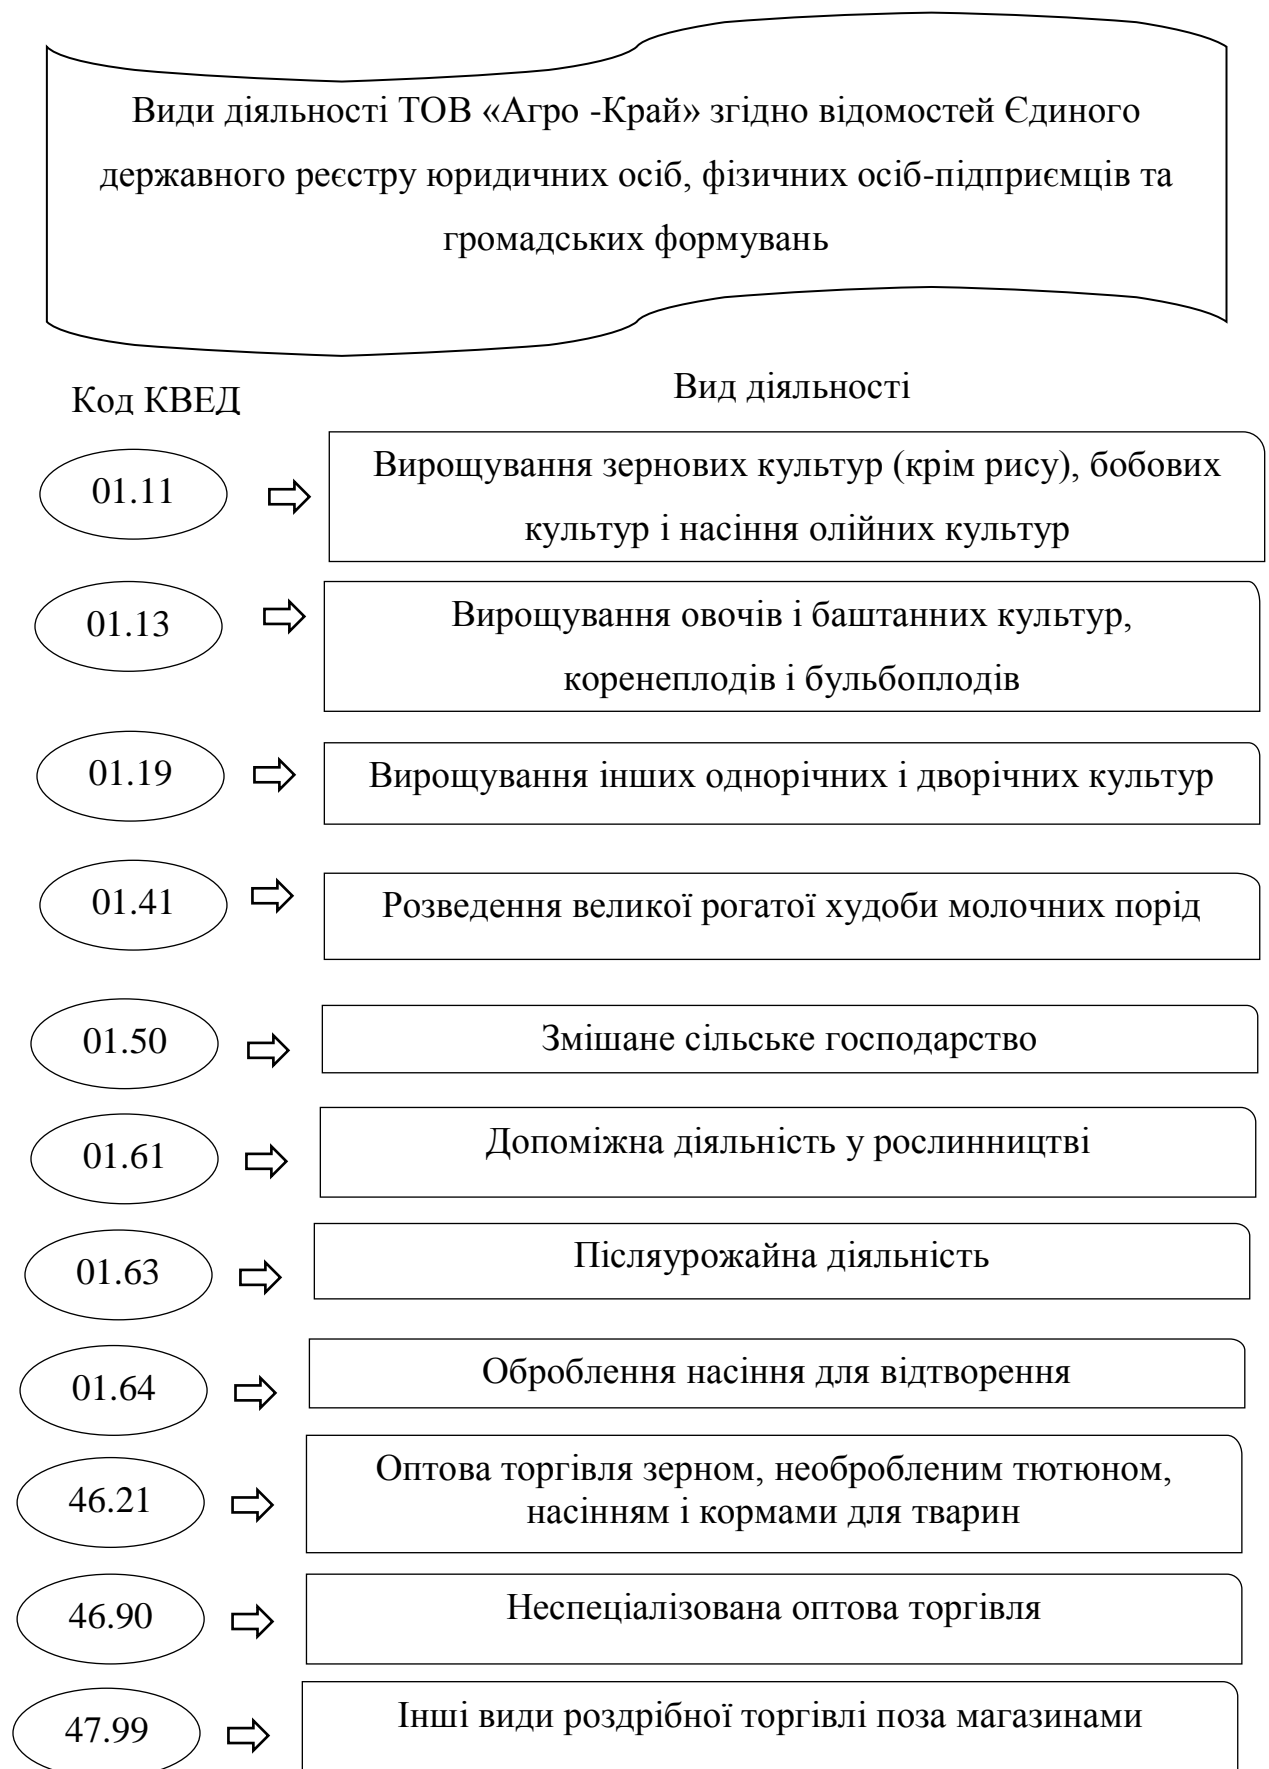 Види діяльності ТОВ «Агро -Край» згідно відомостей Єдиного
державного реєстру юридичних осіб, фізичних осіб-підприємців та
громадських формувань
Код КВЕД
Вид діяльності
01.11
Вирощування зернових культур (крім рису), бобових
культур і насіння олійних культур
01.13
Вирощування овочів і баштанних культур,
коренеплодів і бульбоплодів
01.19
Вирощування інших однорічних і дворічних культур
01.41
Розведення великої рогатої худоби молочних порід
01.50
Змішане сільське господарство
01.61
Допоміжна діяльність у рослинництві
01.63
Післяурожайна діяльність
01.64
Оброблення насіння для відтворення
46.21
Оптова торгівля зерном, необробленим тютюном,
насінням і кормами для тварин
46.90
Неспеціалізована оптова торгівля
47.99
Інші види роздрібної торгівлі поза магазинами